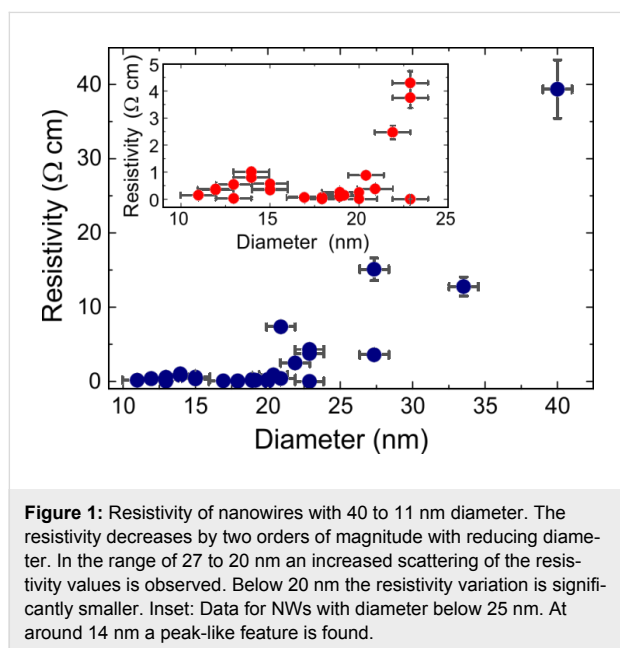 40
30
20
10
0
Resistivity (Ω cm)
5
4
3
2
1
0
Resistivity (Ω cm)
10 15 20 25
Diameter (nm)
10 15 20 25 30 35 40
Diameter (nm)
Figure 1: Resistivity of nanowires with 40 to 11 nm diameter. The
resistivity decreases by two orders of magnitude with reducing diame-
ter. In the range of 27 to 20 nm an increased scattering of the resis-
tivity values is observed. Below 20 nm the resistivity variation is signifi-
cantly smaller. Inset: Data for NWs with diameter below 25 nm. At
around 14 nm a peak-like feature is found.